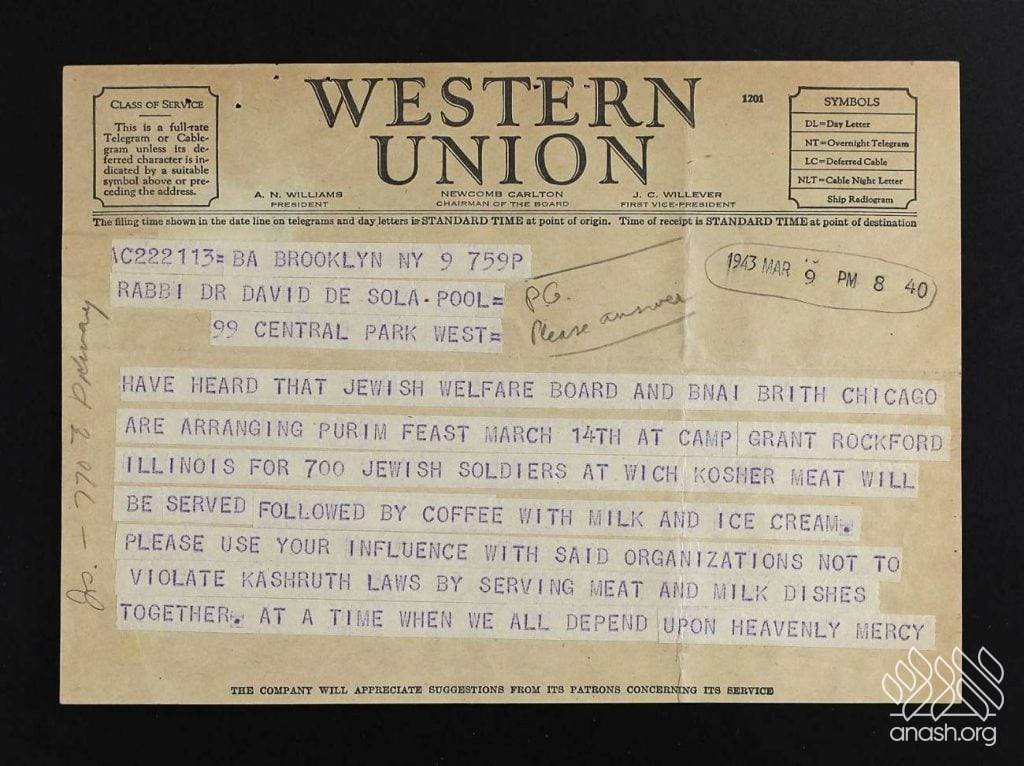 CLASS OF SERVICE
This is a full-rate
Telegram or Cable-
gram unless its de-
ferred character is in-
dicated by a suitable
symbol above or pre-
ceding the address.
WESTERN
UNION
1201
A. N. WILLIAMS
PRESIDENT
NEWCOMB CARLTON
CHAIRMAN OF THE BOARD
J. C. WILLEVER
FIRST VICE-PRESIDENT
SYMBOLS
DL=Day Letter
NT=Overnight Telegram
LC=Deferred Cable
NLT=Cable Night Letter
Ship Radiogram
The filing time shown in the date line on telegrams and day letters is STANDARD TIME at point of origin. Time of receipt is STANDARD TIME at point of destination
AC222113= BA BROOKLYN NY 9 759P
1943 MAR 9 PM 8 40
RABBI DR DAVID DE SOLA-POOL=
99 CENTRAL PARK WEST=
PG.
Please answer
HAVE HEARD THAT JEWISH WELFARE BOARD AND BNAI BRITH CHICAGO
ARE ARRANGING PURIM FEAST MARCH 14TH AT CAMP GRANT ROCKFORD
ILLINOIS FOR 700 JEWISH SOLDIERS AT WICH KOSHER MEAT WILL
BE SERVED FOLLOWED BY COFFEE WITH MILK AND ICE CREAM.
PLEASE USE YOUR INFLUENCE WITH SAID ORGANIZATIONS NOT TO
VIOLATE KASHRUTH LAWS BY SERVING MEAT AND MILK DISHES
TOGETHER. AT A TIME WHEN WE ALL DEPEND UPON HEAVENLY MERCY
770 E
THE COMPANY WILL APPRECIATE SUGGESTIONS FROM ITS PATRONS CONCERNING ITS SERVICE
anash.org